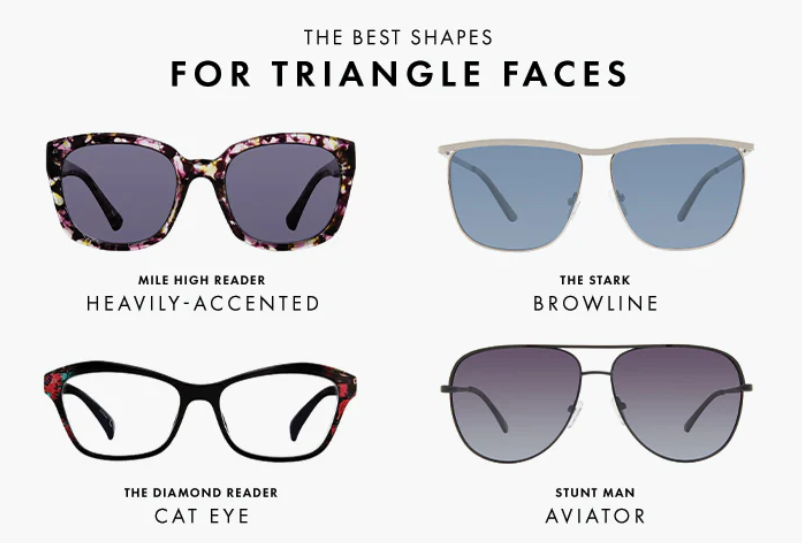 THE BEST SHAPES
FOR TRIANGLE FACES
MILE HIGH READER
HEAVILY-ACCENTED
THE STARK
BROWLINE
THE DIAMOND READER
CAT EYE
STUNT MAN
AVIATOR